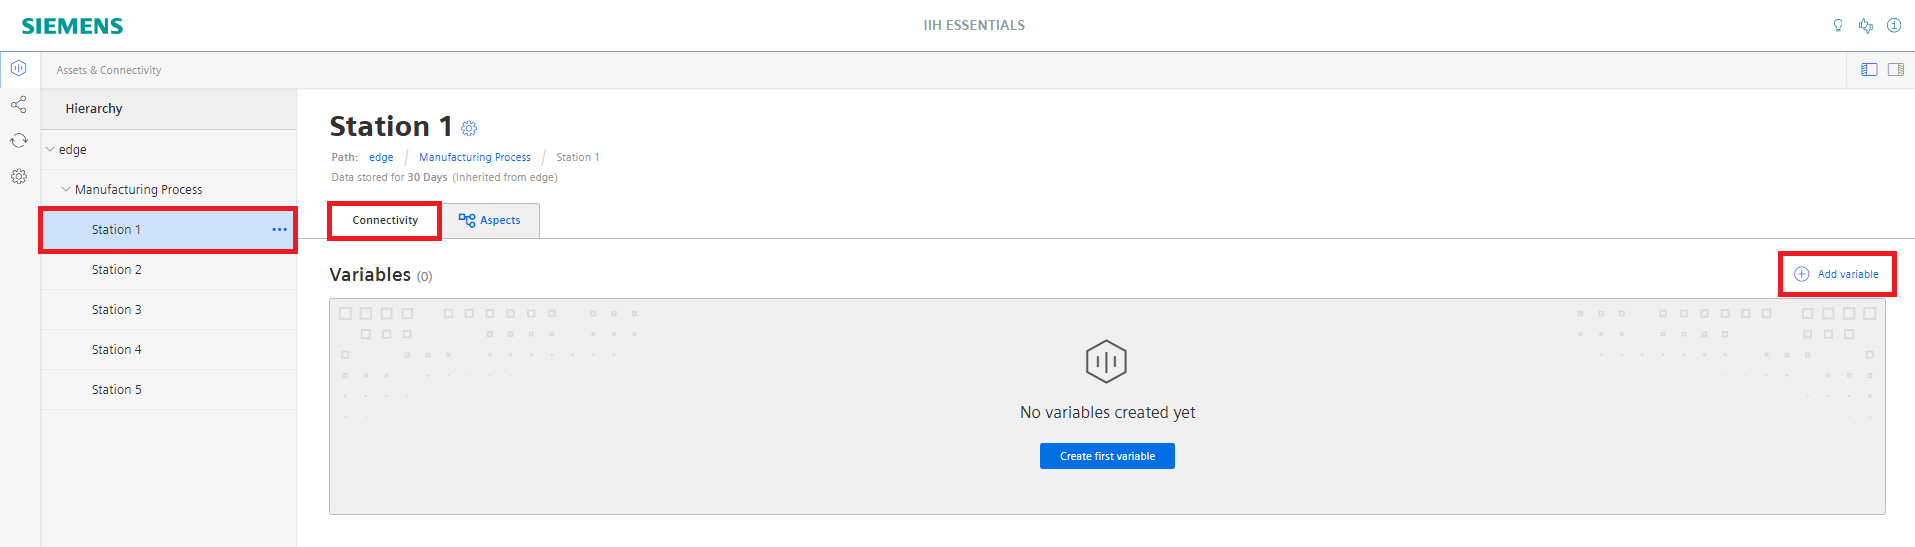 SIEMENS
IIH ESSENTIALS
Assets & Connectivity
Hierarchy
edge
Manufacturing Process
Station 1
Station 2
Station 3
Station 4
Station 5
Station 1
Path: edge / Manufacturing Process / Station 1
Data stored for 30 Days (Inherited from edge)
Connectivity Aspects
Variables (0)
Add variable
No variables created yet
Create first variable